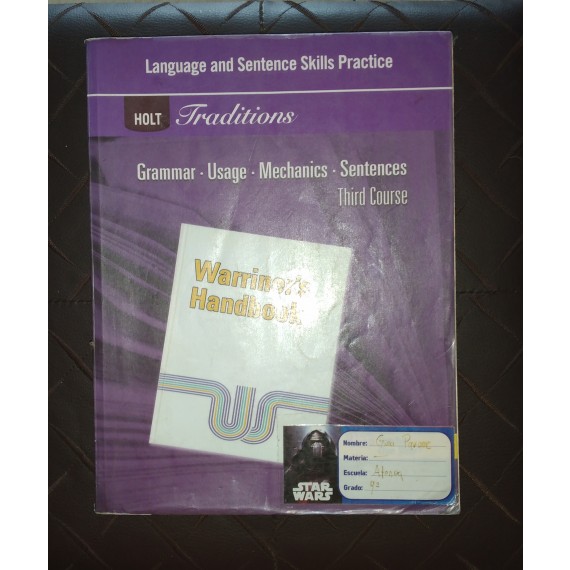 Language and Sentence Skills Practice
HOLT Traditions
Grammar · Usage · Mechanics · Sentences
Third Course
Warriner's
Handbook
STAR
WARS
Nombre:
Materia: -
Escuela:
Grado: